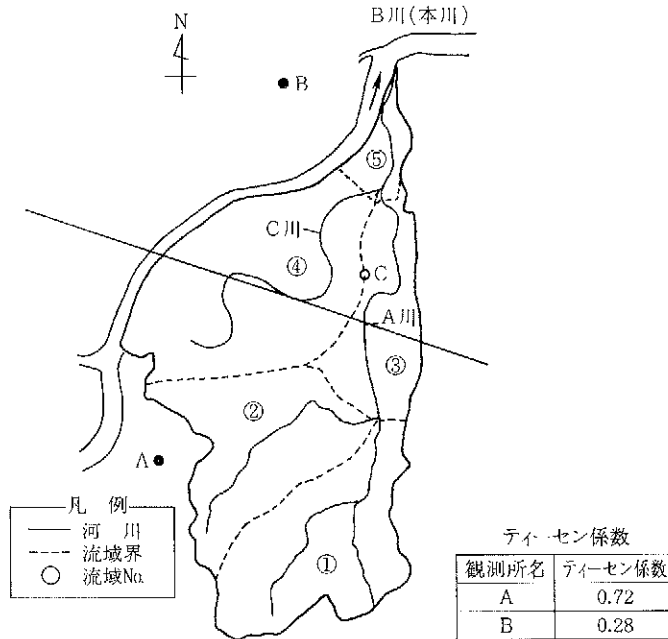 B川(本川)
N
B
⑤
C川
④
C
A川
③
②
A
凡 例
河 川
流域界
流域No.
①
ティーセン係数
観測所名 ティーセン係数
A 0.72
B 0.28